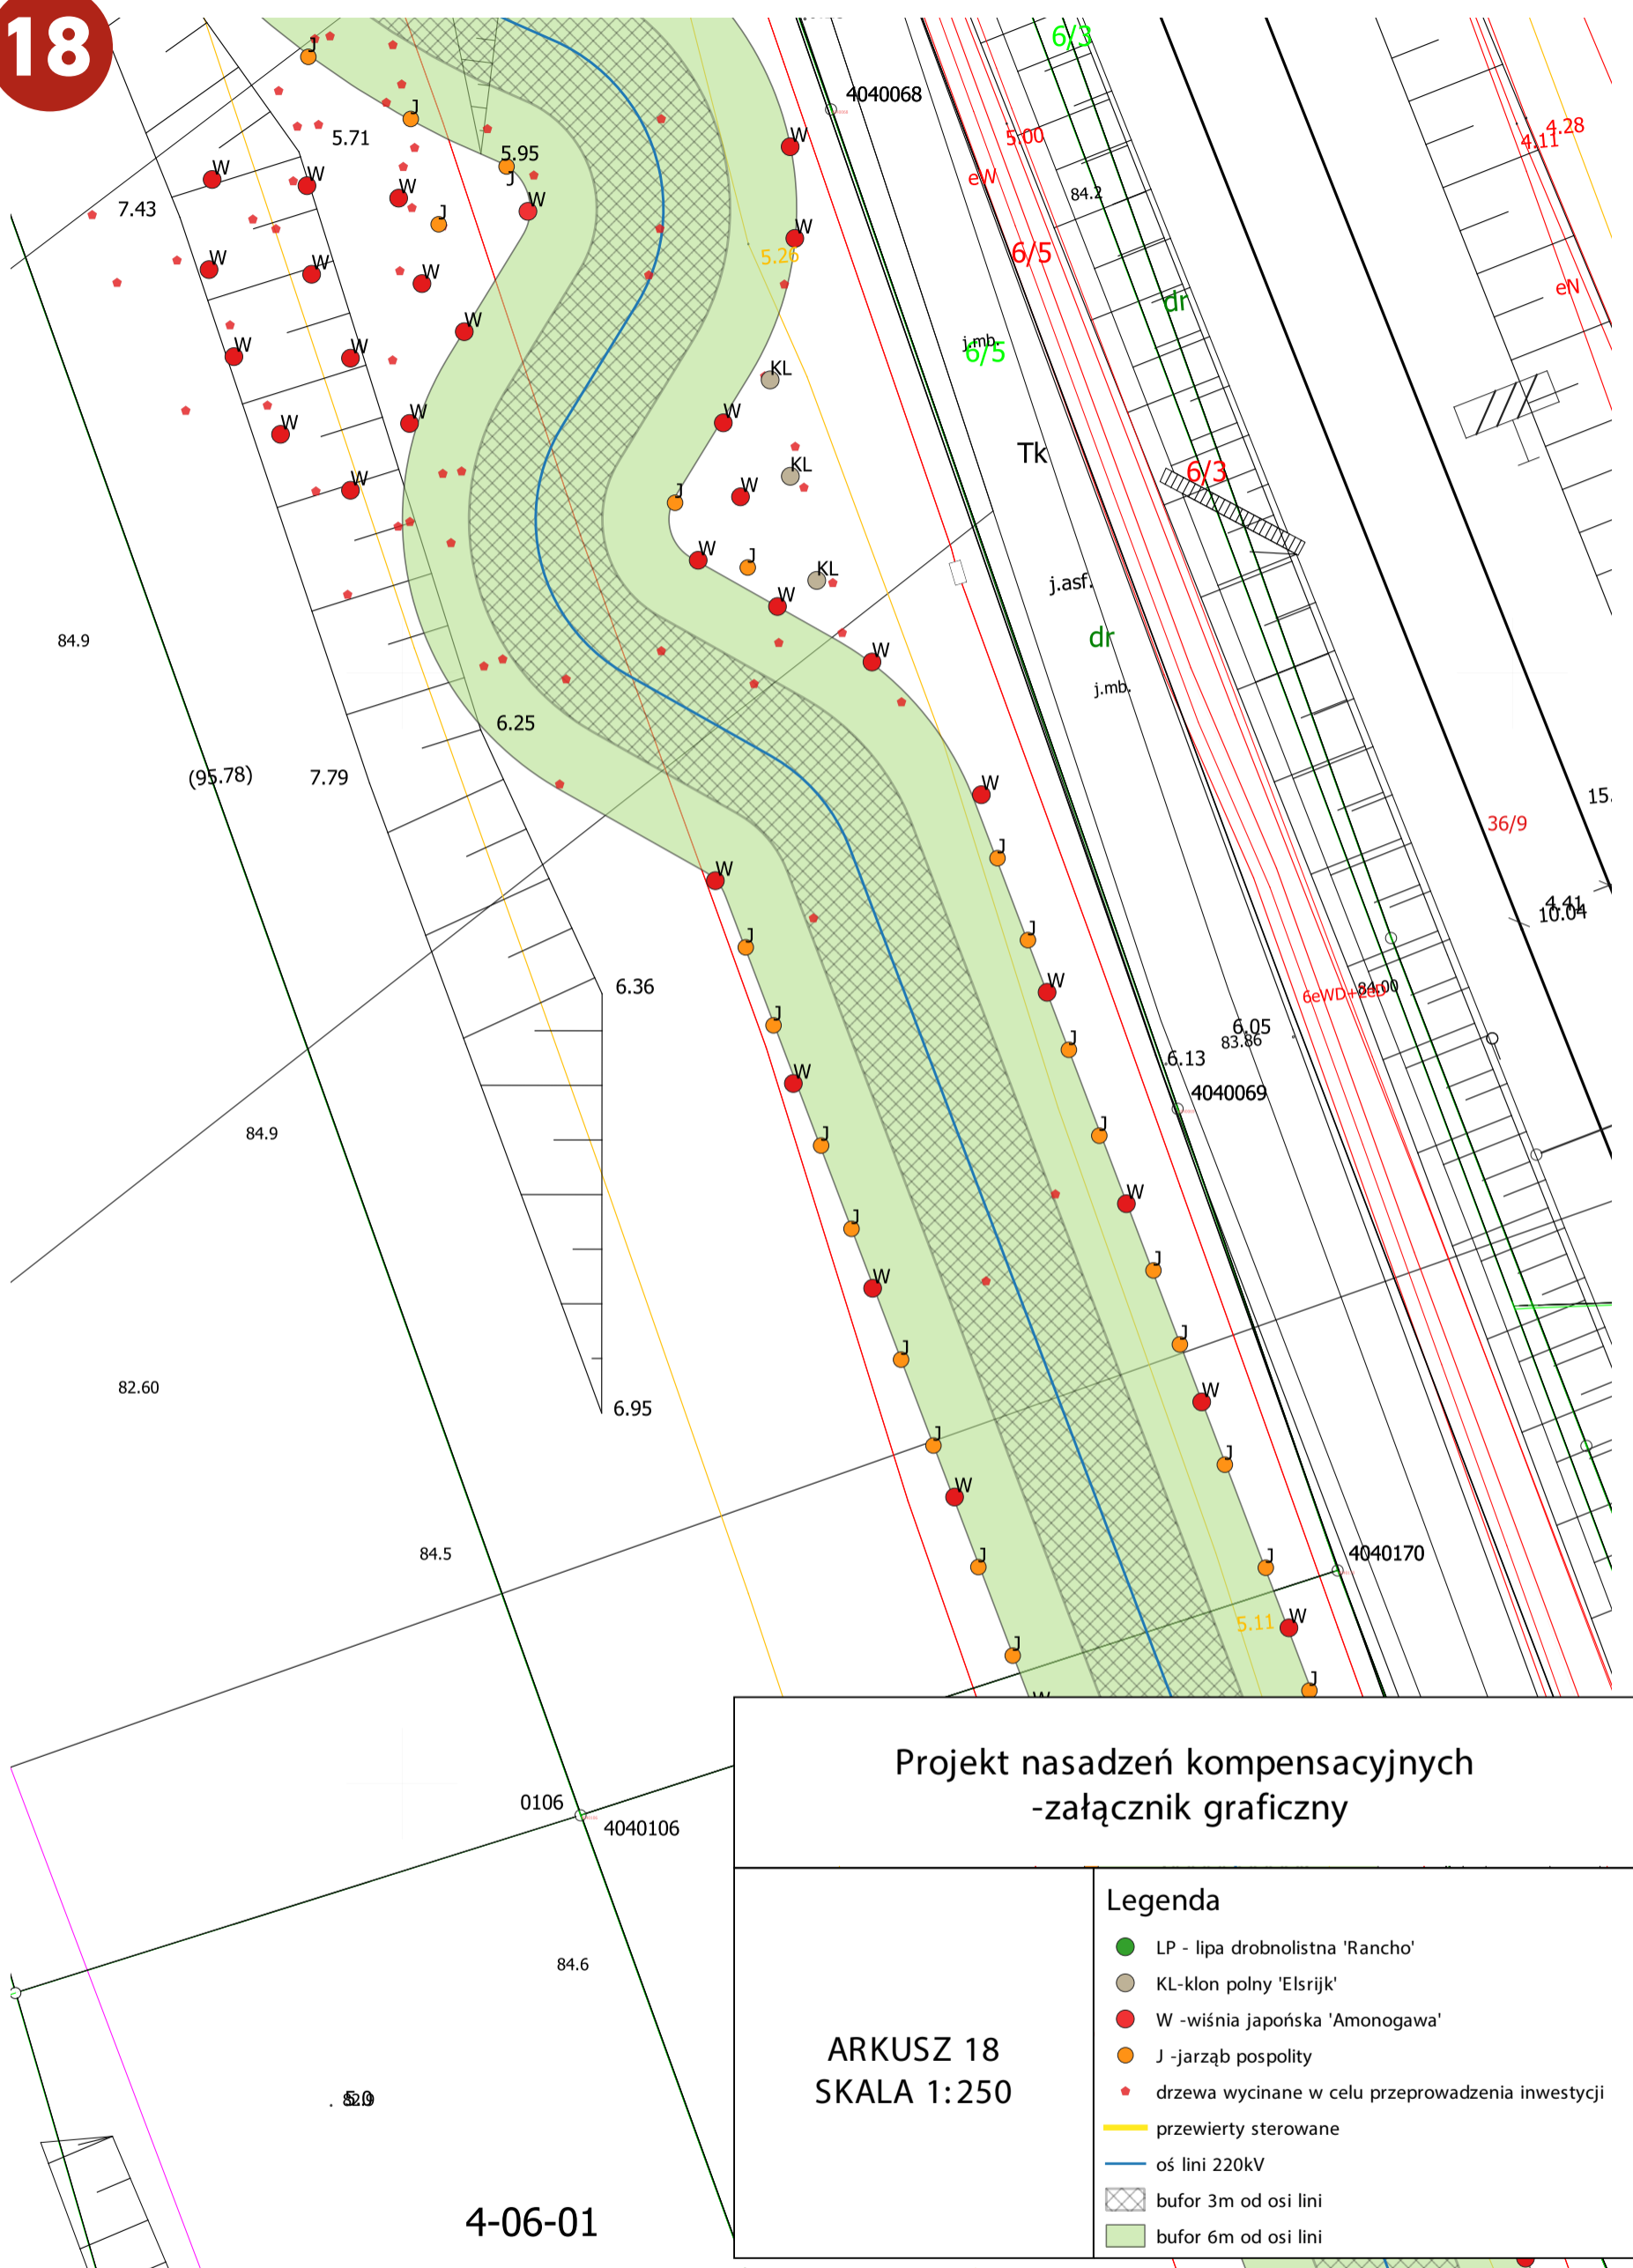 18
J
J
5.71
5.95
J
W
W
W
W
J
7.43
W
W
W
W
W
W
W
W
W
W
W
5.26
4040068
5.00
eW
84.2
6/3
6/5
dr
j.mb.
6/5
4.28
4.11
eN
KL
W
KL
W
J
W
J
KL
W
W
Tk
6/3
j.asf.
dr
j.mb.
84.9
6.25
(95.78)
7.79
W
J
W
J
J
W
J
36/9
15.
4.41
10.04
6.36
84.00
6.05
83.86
6.13
4040069
J
W
J
J
W
J
W
J
84.9
J
W
J
J
W
82.60
6.95
J
W
J
84.5
J
J
4040170
5.11
W
J
0106
4040106
84.6
4-06-01
Projekt nasadzeń kompensacyjnych
-załącznik graficzny
ARKUSZ 18
SKALA 1:250
Legenda
LP - lipa drobnolistna 'Rancho'
KL-klon polny 'Elsrijk'
W -wiśnia japońska 'Amonogawa'
J -jarząb pospolity
drzewa wycinane w celu przeprowadzenia inwestycji
przewierty sterowane
oś lini 220kV
bufor 3m od osi lini
bufor 6m od osi lini